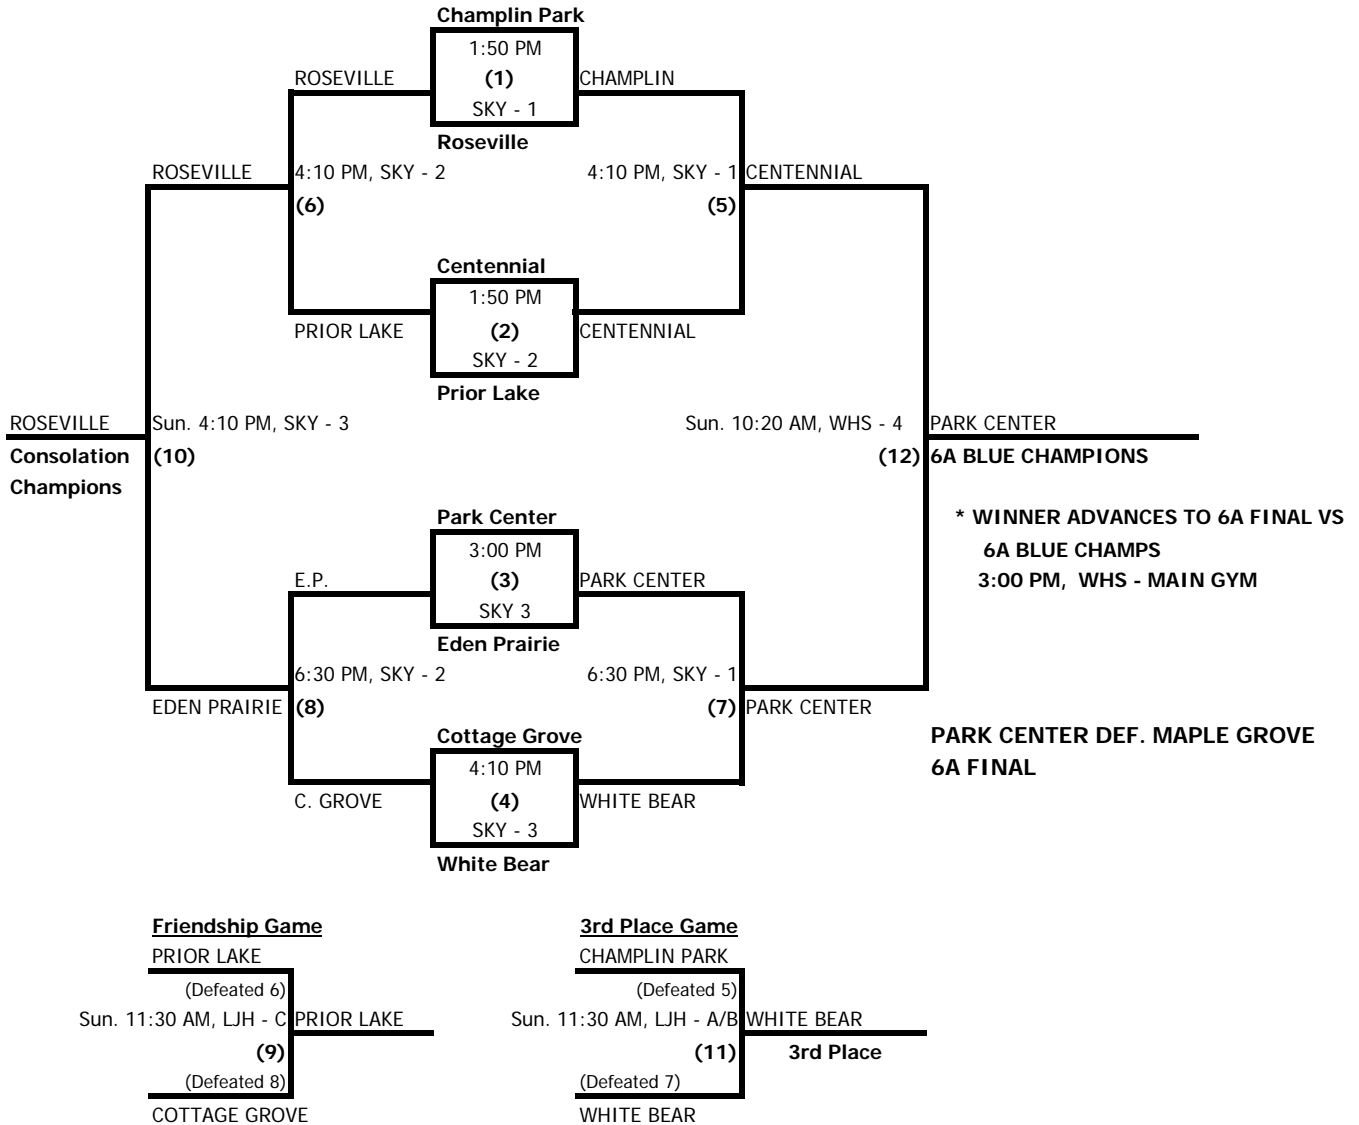 Champlin Park
1:50 PM
ROSEVILLE
(1)
CHAMPLIN
SKY - 1
Roseville
ROSEVILLE
4:10 PM, SKY - 2
4:10 PM, SKY - 1
CENTENNIAL
(6)
(5)
Centennial
1:50 PM
PRIOR LAKE
(2)
CENTENNIAL
SKY - 2
Prior Lake
ROSEVILLE
Sun. 4:10 PM, SKY - 3
Sun. 10:20 AM, WHS - 4
PARK CENTER
Consolation
(10)
(12)
6A BLUE CHAMPIONS
Champions
Park Center
* WINNER ADVANCES TO 6A FINAL VS
3:00 PM
6A BLUE CHAMPS
E.P.
(3)
PARK CENTER
3:00 PM, WHS - MAIN GYM
SKY 3
Eden Prairie
6:30 PM, SKY - 2
6:30 PM, SKY - 1
EDEN PRAIRIE
(8)
(7)
PARK CENTER
Cottage Grove
PARK CENTER DEF. MAPLE GROVE
4:10 PM
6A FINAL
C. GROVE
(4)
WHITE BEAR
SKY - 3
White Bear
Friendship Game
3rd Place Game
PRIOR LAKE
CHAMPLIN PARK
(Defeated 6)
(Defeated 5)
Sun. 11:30 AM, LJH - C
PRIOR LAKE
Sun. 11:30 AM, LJH - A/B
WHITE BEAR
(9)
(11)
3rd Place
(Defeated 8)
(Defeated 7)
COTTAGE GROVE
WHITE BEAR